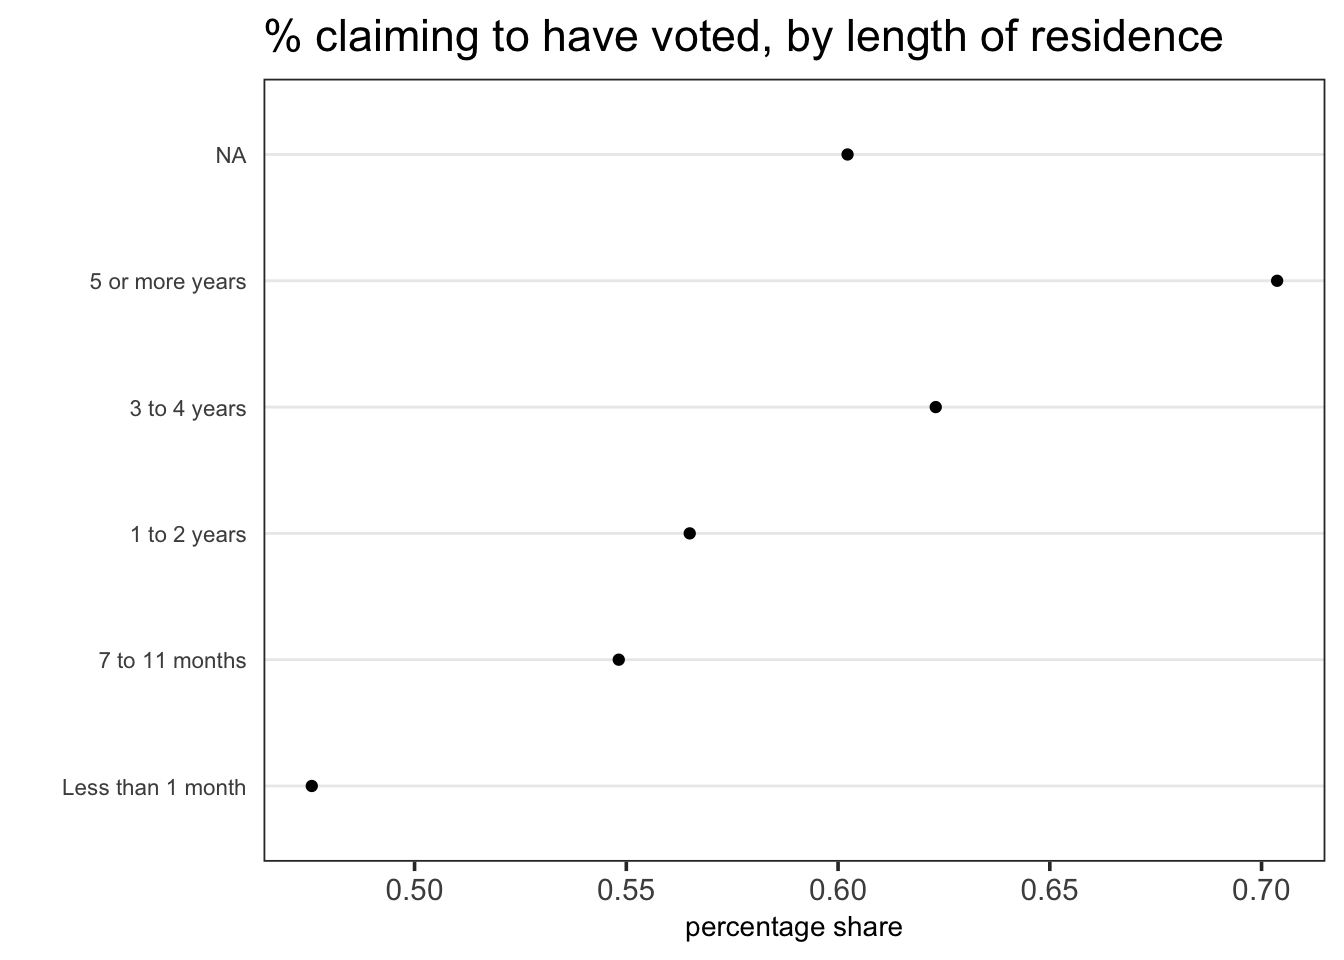 % claiming to have voted, by length of residence
NA
5 or more years
3 to 4 years
1 to 2 years
7 to 11 months
Less than 1 month
0.50 0.55 0.60 0.65 0.70
percentage share